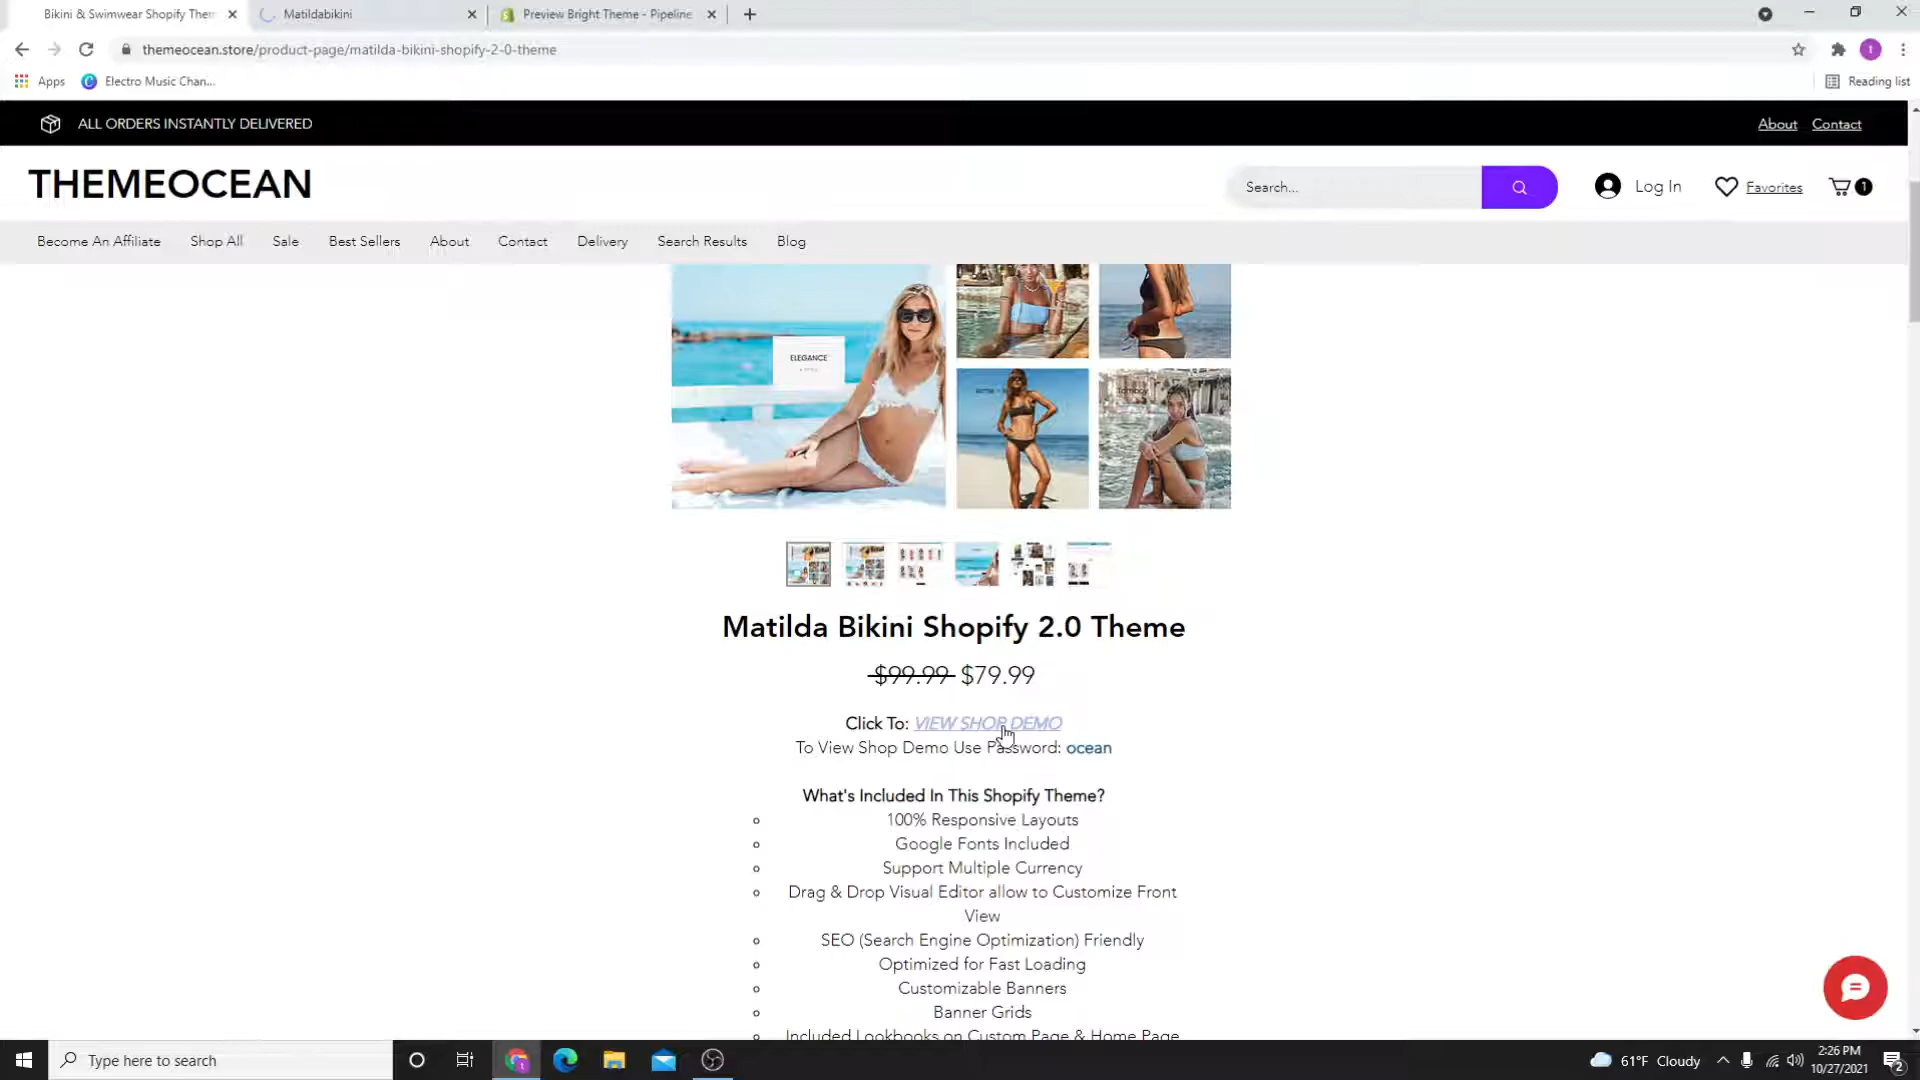 Bikini & Swimwear Shopify Them
Matildabikini
Preview Bright Theme - Pipeline
themeocean.store/product-page/matilda-bikini-shopify-2-0-theme
t
Apps
Electro Music Chan...
Reading list
ALL ORDERS INSTANTLY DELIVERED
About
Contact
THEMEOCEAN
Search...
Log In
Favorites
1
Become An Affiliate
Shop All
Sale
Best Sellers
About
Contact
Delivery
Search Results
Blog
ELEGANCE
Matilda Bikini Shopify 2.0 Theme
$99.99 $79.99
Click To: VIEW SHOP DEMO
To View Shop Demo Use Password: ocean
What's Included In This Shopify Theme?
100% Responsive Layouts
Google Fonts Included
Support Multiple Currency
Drag & Drop Visual Editor allow to Customize Front
View
SEO (Search Engine Optimization) Friendly
Optimized for Fast Loading
Customizable Banners
Banner Grids
Included Lookbooks on Custom Page & Home Page
Type here to search
61°F Cloudy
2:26 PM
10/27/2021
2